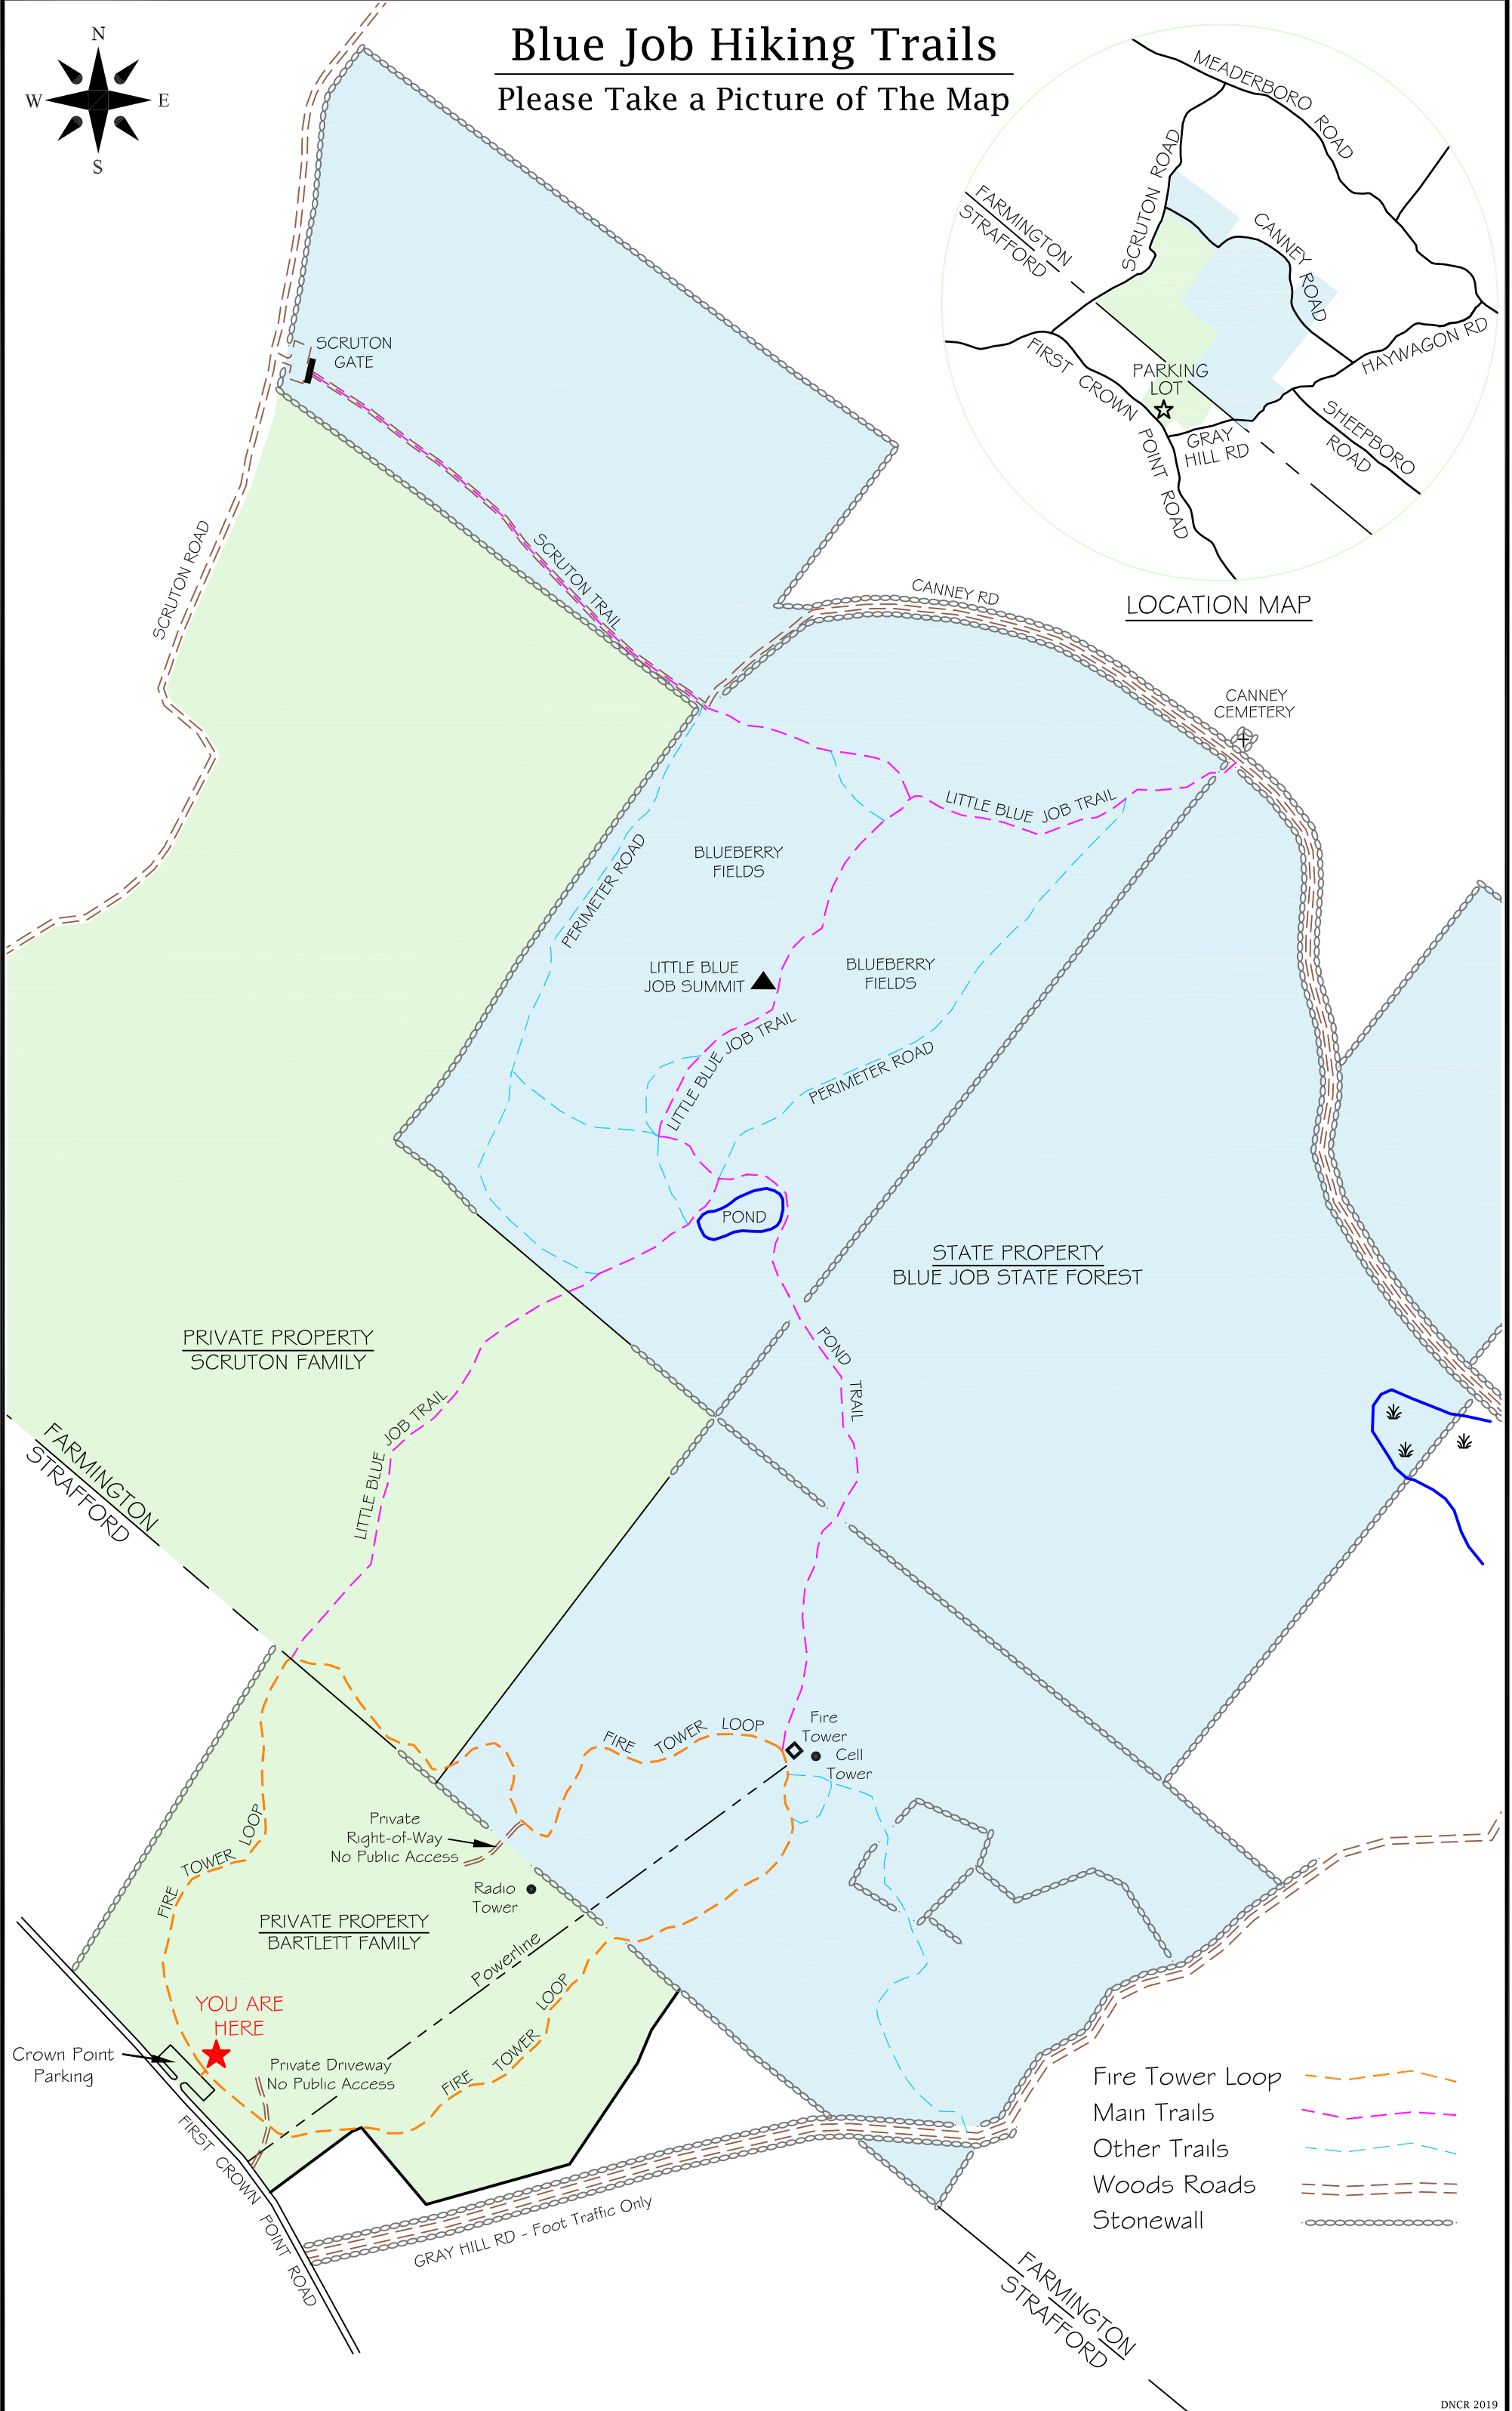 Blue Job Hiking Trails
Please Take a Picture of The Map
N
W
E
S
MEADERBORO ROAD
SCRUTON ROAD
FARMINGTON
STRAFFORD
CANNEY ROAD
HAYWAGON RD
FIRST CROWN POINT ROAD
PARKING
LOT
GRAY
HILL RD
SHEEPBORO
ROAD
LOCATION MAP
SCRUTON
GATE
SCRUTON ROAD
SCRUTON TRAIL
CANNEY RD
CANNEY
CEMETERY
LITTLE BLUE JOB TRAIL
PERIMETER ROAD
BLUEBERRY
FIELDS
LITTLE BLUE
JOB SUMMIT
BLUEBERRY
FIELDS
LITTLE BLUE JOB TRAIL
PERIMETER ROAD
POND
STATE PROPERTY
BLUE JOB STATE FOREST
PRIVATE PROPERTY
SCRUTON FAMILY
POND TRAIL
LITTLE BLUE JOB TRAIL
FARMINGTON
STRAFFORD
FIRE TOWER LOOP
Fire
Tower
Cell
Tower
Private
Right-of-Way
No Public Access
Radio
Tower
FIRE TOWER LOOP
PRIVATE PROPERTY
BARTLETT FAMILY
Powerline
YOU ARE
HERE
Crown Point
Parking
Private Driveway
No Public Access
FIRE TOWER LOOP
FIRST CROWN POINT ROAD
GRAY HILL RD - Foot Traffic Only
Fire Tower Loop
Main Trails
Other Trails
Woods Roads
Stonewall
FARMINGTON
STRAFFORD
DNCR 2019